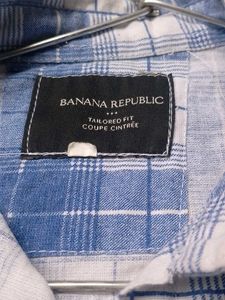 BANANA REPUBLIC
TAILORED FIT
COUPE CINTRÉE